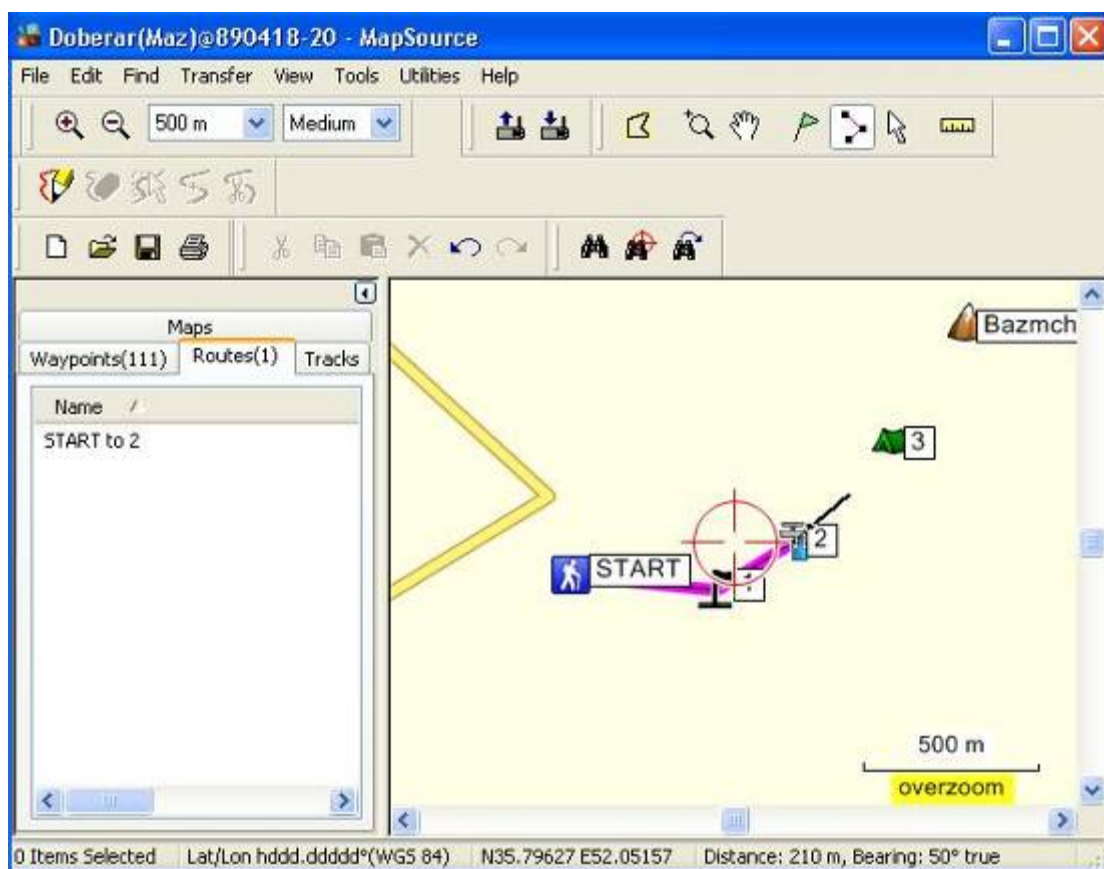 Doberar(Maz)@890418-20 - MapSource
File Edit Find Transfer View Tools Utilities Help
500 m Medium
Maps
Waypoints(111) Routes(1) Tracks
Name
START to 2
Bazmch
3
2
START
1
500 m
overzoom
0 Items Selected Lat/Lon hddd.ddddd°(WGS 84) N35.79627 E52.05157 Distance: 210 m, Bearing: 50° true